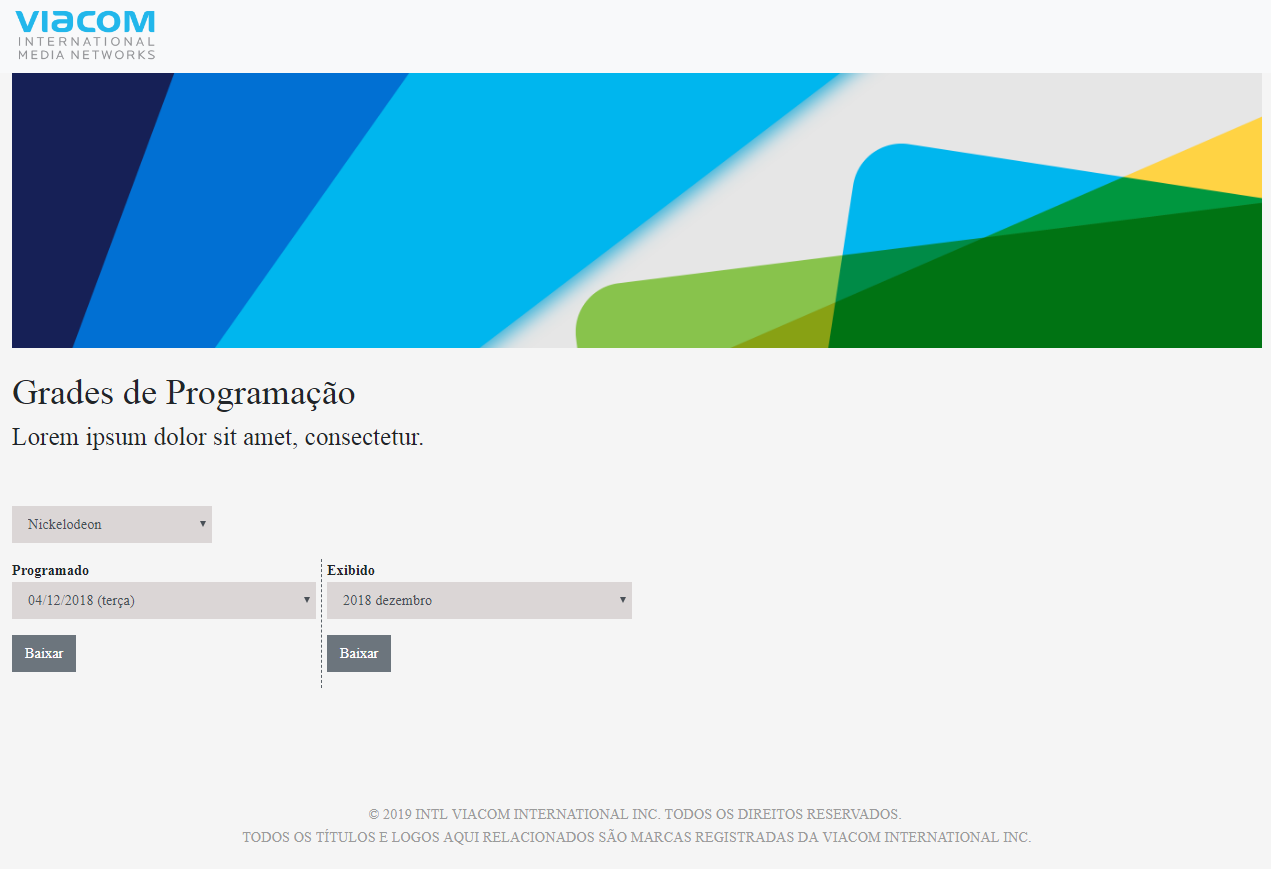 VIACOM
INTERNATIONAL
MEDIA NETWORKS
Grades de Programação
Lorem ipsum dolor sit amet, consectetur.
Nickelodeon
Programado
04/12/2018 (terça)
Baixar
Exibido
2018 dezembro
Baixar
© 2019 INTL VIACOM INTERNATIONAL INC. TODOS OS DIREITOS RESERVADOS.
TODOS OS TÍTULOS E LOGOS AQUI RELACIONADOS SÃO MARCAS REGISTRADAS DA VIACOM INTERNATIONAL INC.